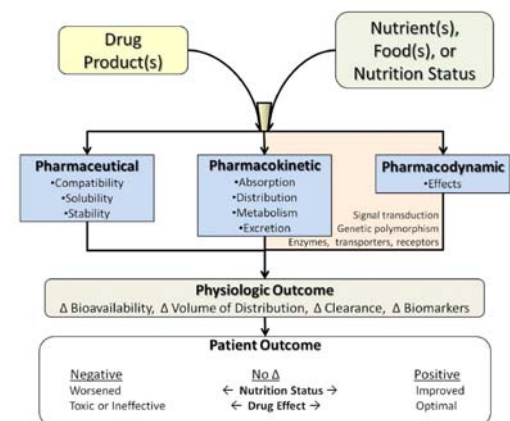 Drug
Product(s)
Nutrient(s),
Food(s), or
Nutrition Status
Pharmaceutical
•Compatibility
•Solubility
•Stability
Pharmacokinetic
•Absorption
•Distribution
•Metabolism
•Excretion
Pharmacodynamic
•Effects
Signal transduction
Genetic polymorphism
Enzymes, transporters, receptors
Physiologic Outcome
Δ Bioavailability, Δ Volume of Distribution, Δ Clearance, Δ Biomarkers
Patient Outcome
Negative No Δ Positive
Worsened ← Nutrition Status → Improved
Toxic or Ineffective ← Drug Effect → Optimal